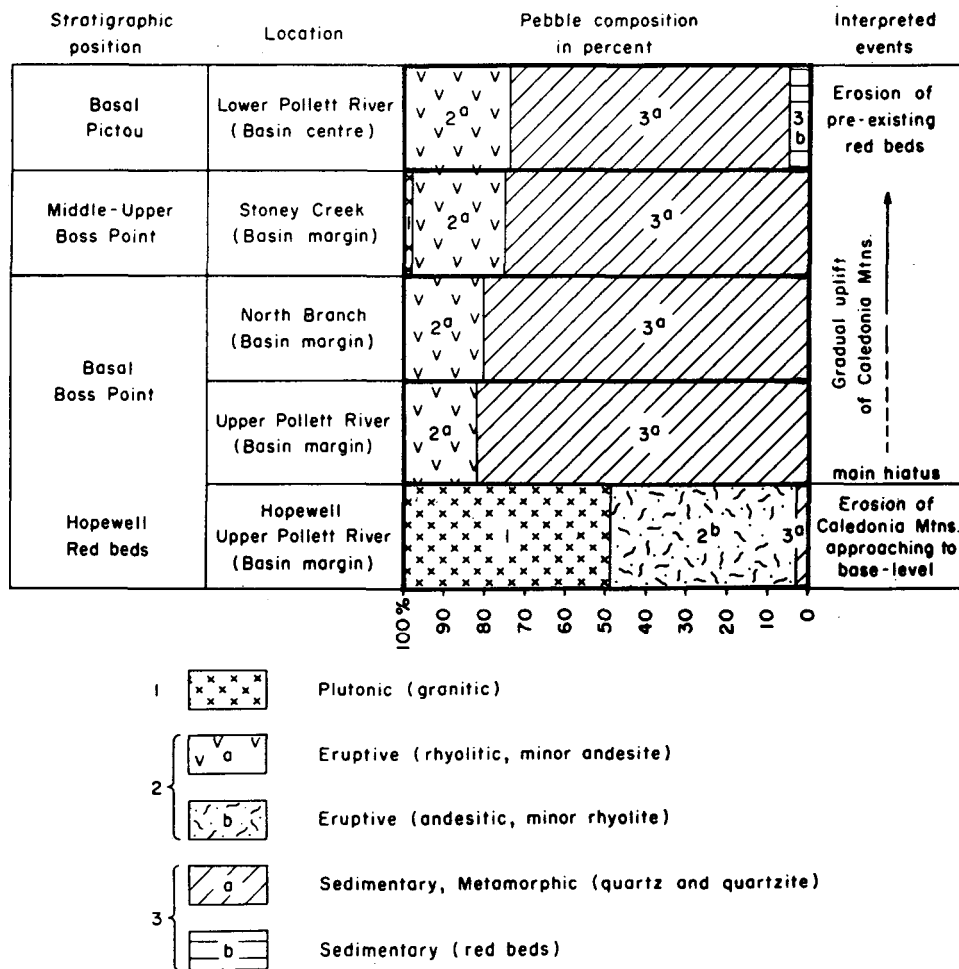 Stratigraphic position
Location
Pebble composition in percent
Interpreted events
Basal Pictou
Lower Pollett River
(Basin centre)
2a
3a
3
b
Erosion of
pre-existing
red beds
Middle-Upper
Boss Point
Stoney Creek
(Basin margin)
1
2a
3a
Gradual uplift
of Caledonia Mtns.
Basal
Boss Point
North Branch
(Basin margin)
2a
3a
Upper Pollett River
(Basin margin)
2a
3a
main hiatus
Hopewell
Red beds
Hopewell
Upper Pollett River
(Basin margin)
1
2b
3a
Erosion of
Caledonia Mtns.
approaching to
base-level
100% 90 80 70 60 50 40 30 20 10 0
1 Plutonic (granitic)
2
a Eruptive (rhyolitic, minor andesite)
b Eruptive (andesitic, minor rhyolite)
3
a Sedimentary, Metamorphic (quartz and quartzite)
b Sedimentary (red beds)